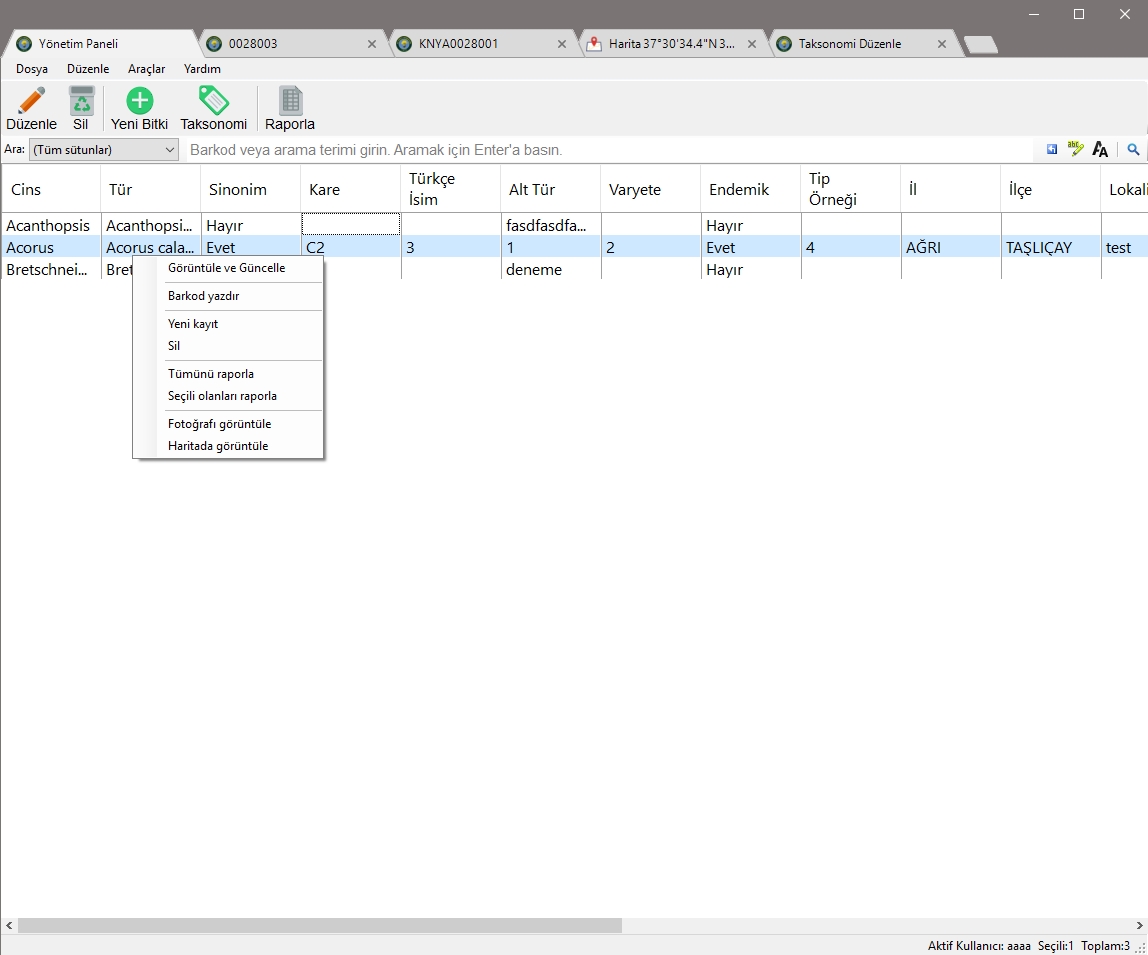 Yönetim Paneli 0028003 KNYA0028001 Harita 37°30'34.4"N 3... Taksonomi Düzenle
Dosya Düzenle Araçlar Yardım
Düzenle Sil Yeni Bitki Taksonomi Raporla
Ara: (Tüm sütunlar) Barkod veya arama terimi girin. Aramak için Enter'a basın.
Cins Tür Sinonim Kare Türkçe İsim Alt Tür Varyete Endemik Tip Örneği İl İlçe Lokali
Acanthopsis Acanthopsi... Hayır fasdfasdfa... Hayır
Acorus Acorus cala... Evet C2 3 1 2 Evet 4 AĞRI TAŞLIÇAY test
Bretschnei... Bret deneme Hayır
Görüntüle ve Güncelle
Barkod yazdır
Yeni kayıt
Sil
Tümünü raporla
Seçili olanları raporla
Fotoğrafı görüntüle
Haritada görüntüle
Aktif Kullanıcı: aaaa Seçili:1 Toplam:3